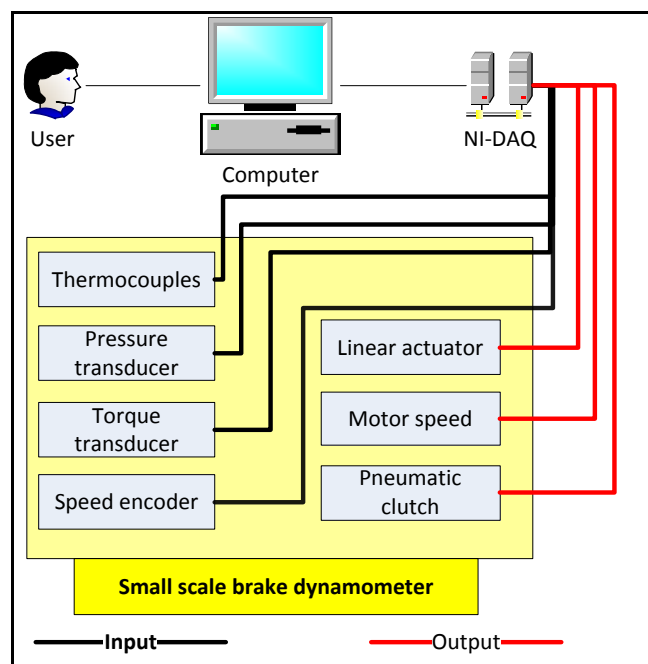 User
Computer
NI-DAQ
Thermocouples
Pressure
transducer
Torque
transducer
Speed encoder
Linear actuator
Motor speed
Pneumatic
clutch
Small scale brake dynamometer
Input
Output